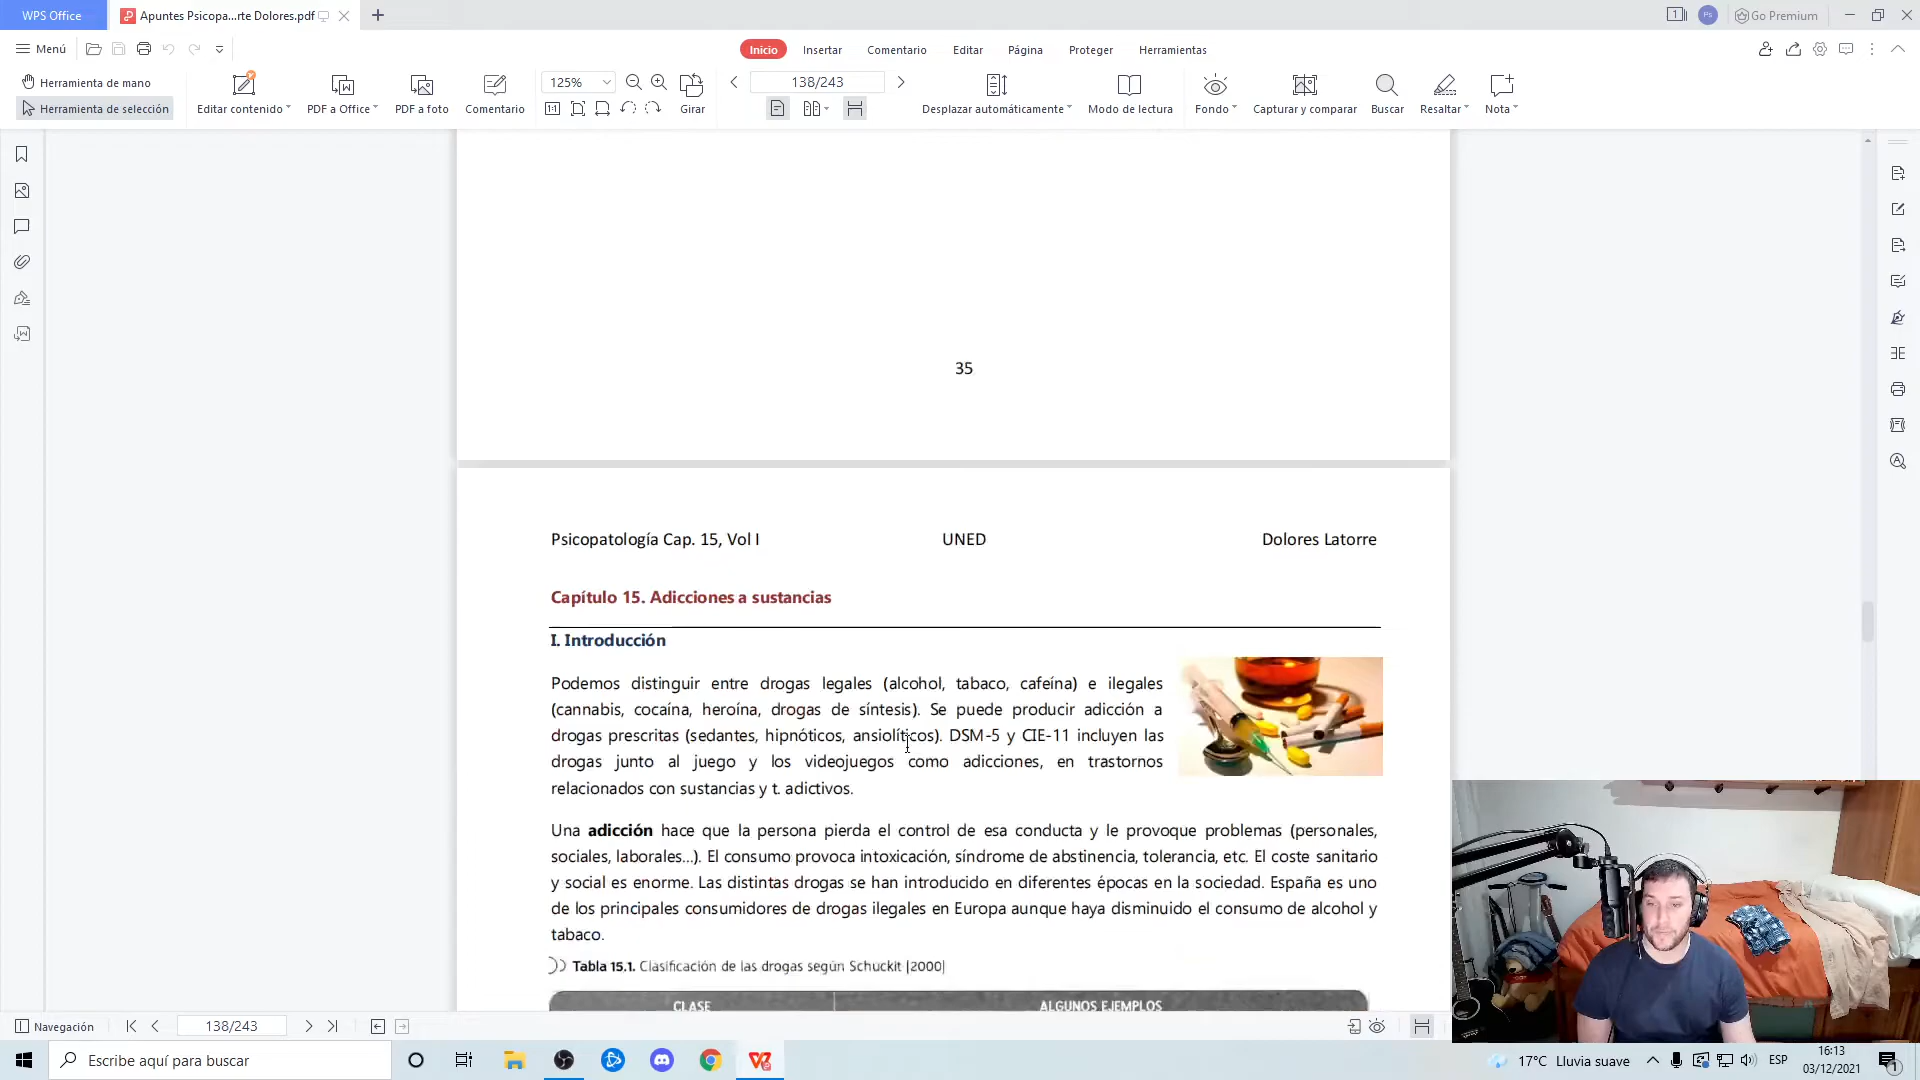 WPS Office
Apuntes Psicopa...rte Dolores.pdf
1
Ps
Go Premium
Menú
Inicio
Insertar
Comentario
Editar
Página
Proteger
Herramientas
Herramienta de mano
Herramienta de selección
Editar contenido
PDF a Office
PDF a foto
Comentario
125%
Girar
138/243
Desplazar automáticamente
Modo de lectura
Fondo
Capturar y comparar
Buscar
Resaltar
Nota
35
Psicopatología Cap. 15, Vol I
UNED
Dolores Latorre
Capítulo 15. Adicciones a sustancias
I. Introducción
Podemos distinguir entre drogas legales (alcohol, tabaco, cafeína) e ilegales
(cannabis, cocaína, heroína, drogas de síntesis). Se puede producir adicción a
drogas prescritas (sedantes, hipnóticos, ansiolíticos). DSM-5 y CIE-11 incluyen las
drogas junto al juego y los videojuegos como adicciones, en trastornos
relacionados con sustancias y t. adictivos.
Una adicción hace que la persona pierda el control de esa conducta y le provoque problemas (personales,
sociales, laborales...). El consumo provoca intoxicación, síndrome de abstinencia, tolerancia, etc. El coste sanitario
y social es enorme. Las distintas drogas se han introducido en diferentes épocas en la sociedad. España es uno
de los principales consumidores de drogas ilegales en Europa aunque haya disminuido el consumo de alcohol y
tabaco.
Tabla 15.1. Clasificación de las drogas según Schuckit [2000]
CLASE
ALGUNOS EJEMPLOS
Navegación
138/243
Escribe aquí para buscar
17°C Lluvia suave
ESP
16:13
03/12/2021
1